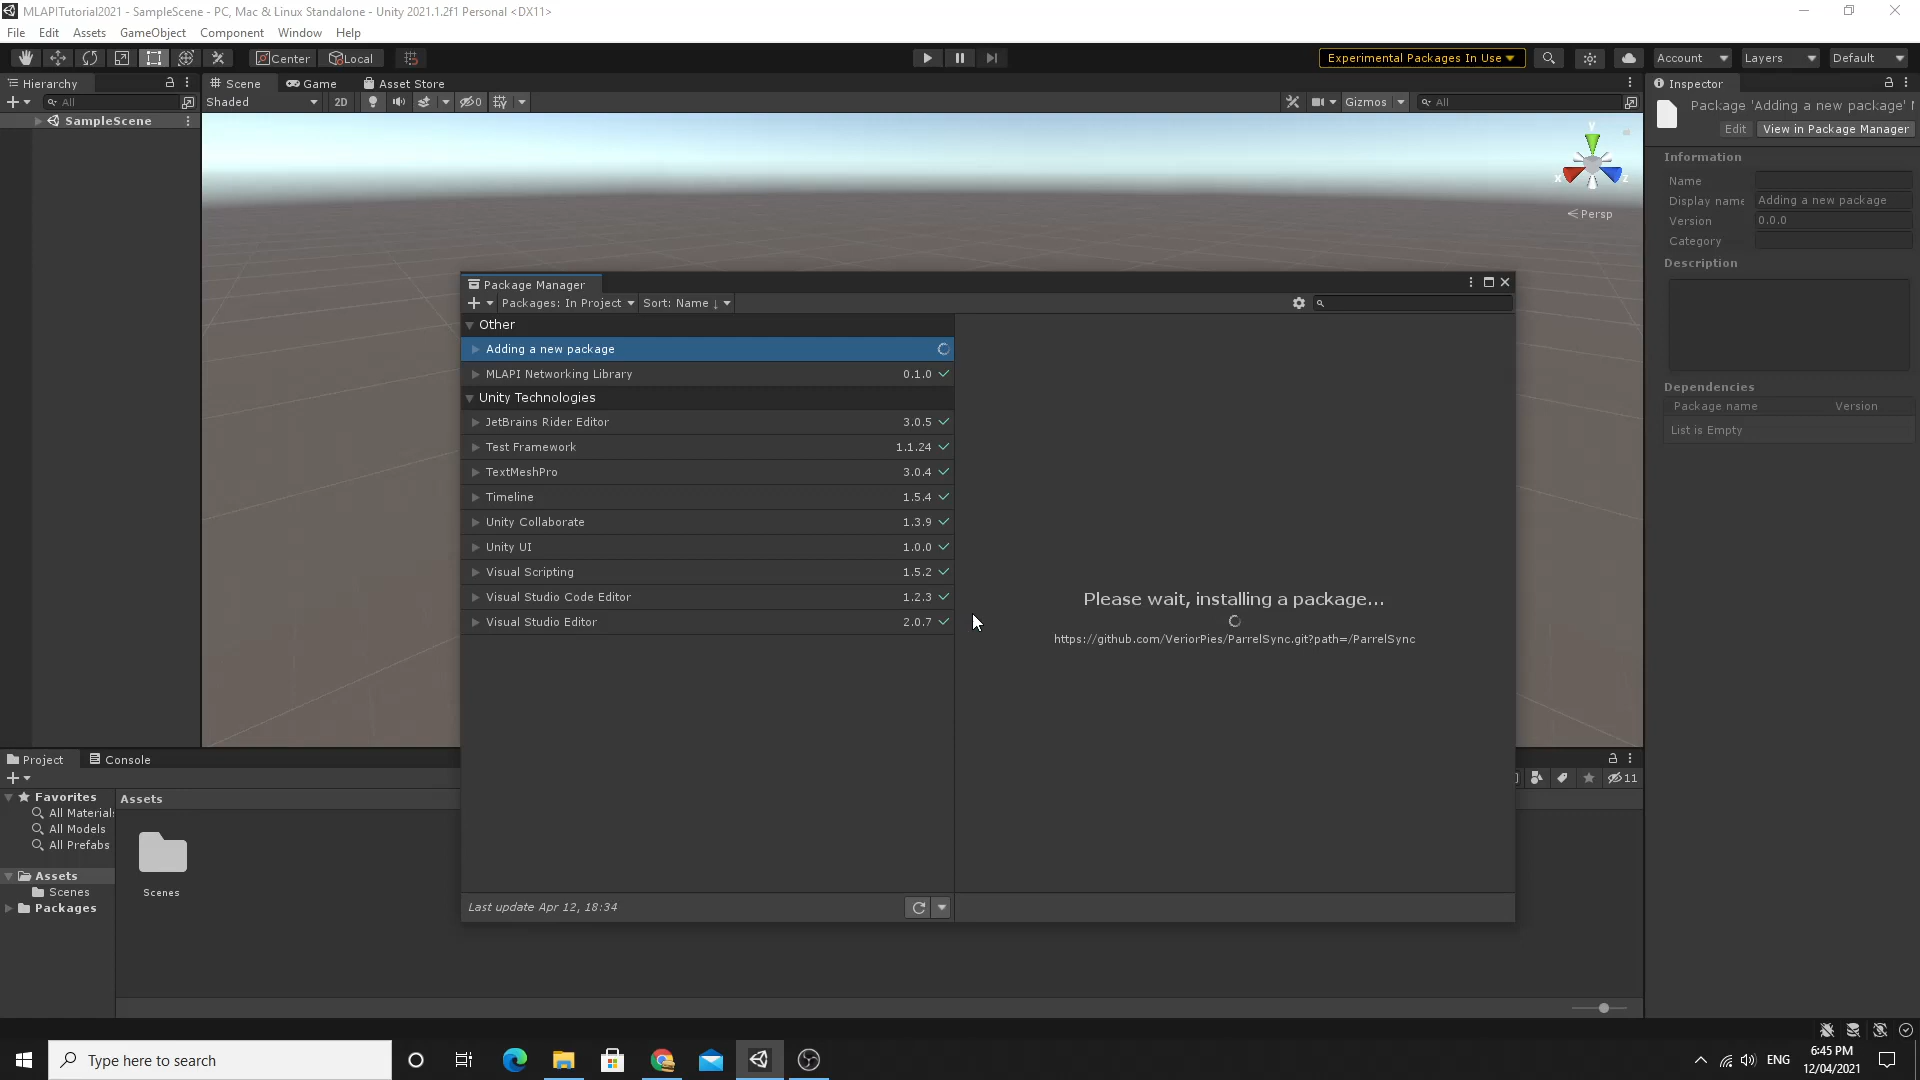 MLAPITutorial2021 - SampleScene - PC, Mac & Linux Standalone - Unity 2021.1.2f1 Personal <DX11>
File Edit Assets GameObject Component Window Help
Center Local Experimental Packages In Use Account Layers Default
Hierarchy Scene Game Asset Store Inspector
All Shaded 2D 0 Gizmos All
Package 'Adding a new package'
SampleScene
Edit View in Package Manager
Information
Name
Display name Adding a new package
Version 0.0.0
Category
Description
Dependencies
Package name Version
List is Empty
y
x z
Persp
Package Manager
Packages: In Project Sort: Name ↓
Other
Adding a new package
MLAPI Networking Library 0.1.0
Unity Technologies
JetBrains Rider Editor 3.0.5
Test Framework 1.1.24
TextMeshPro 3.0.4
Timeline 1.5.4
Unity Collaborate 1.3.9
Unity UI 1.0.0
Visual Scripting 1.5.2
Visual Studio Code Editor 1.2.3
Visual Studio Editor 2.0.7
Please wait, installing a package...
https://github.com/VeriorPies/ParrelSync.git?path=/ParrelSync
Last update Apr 12, 18:34
Project Console
11
Favorites
All Materials
All Models
All Prefabs
Assets
Scenes
Packages
Assets
Scenes
Type here to search
ENG
6:45 PM
12/04/2021